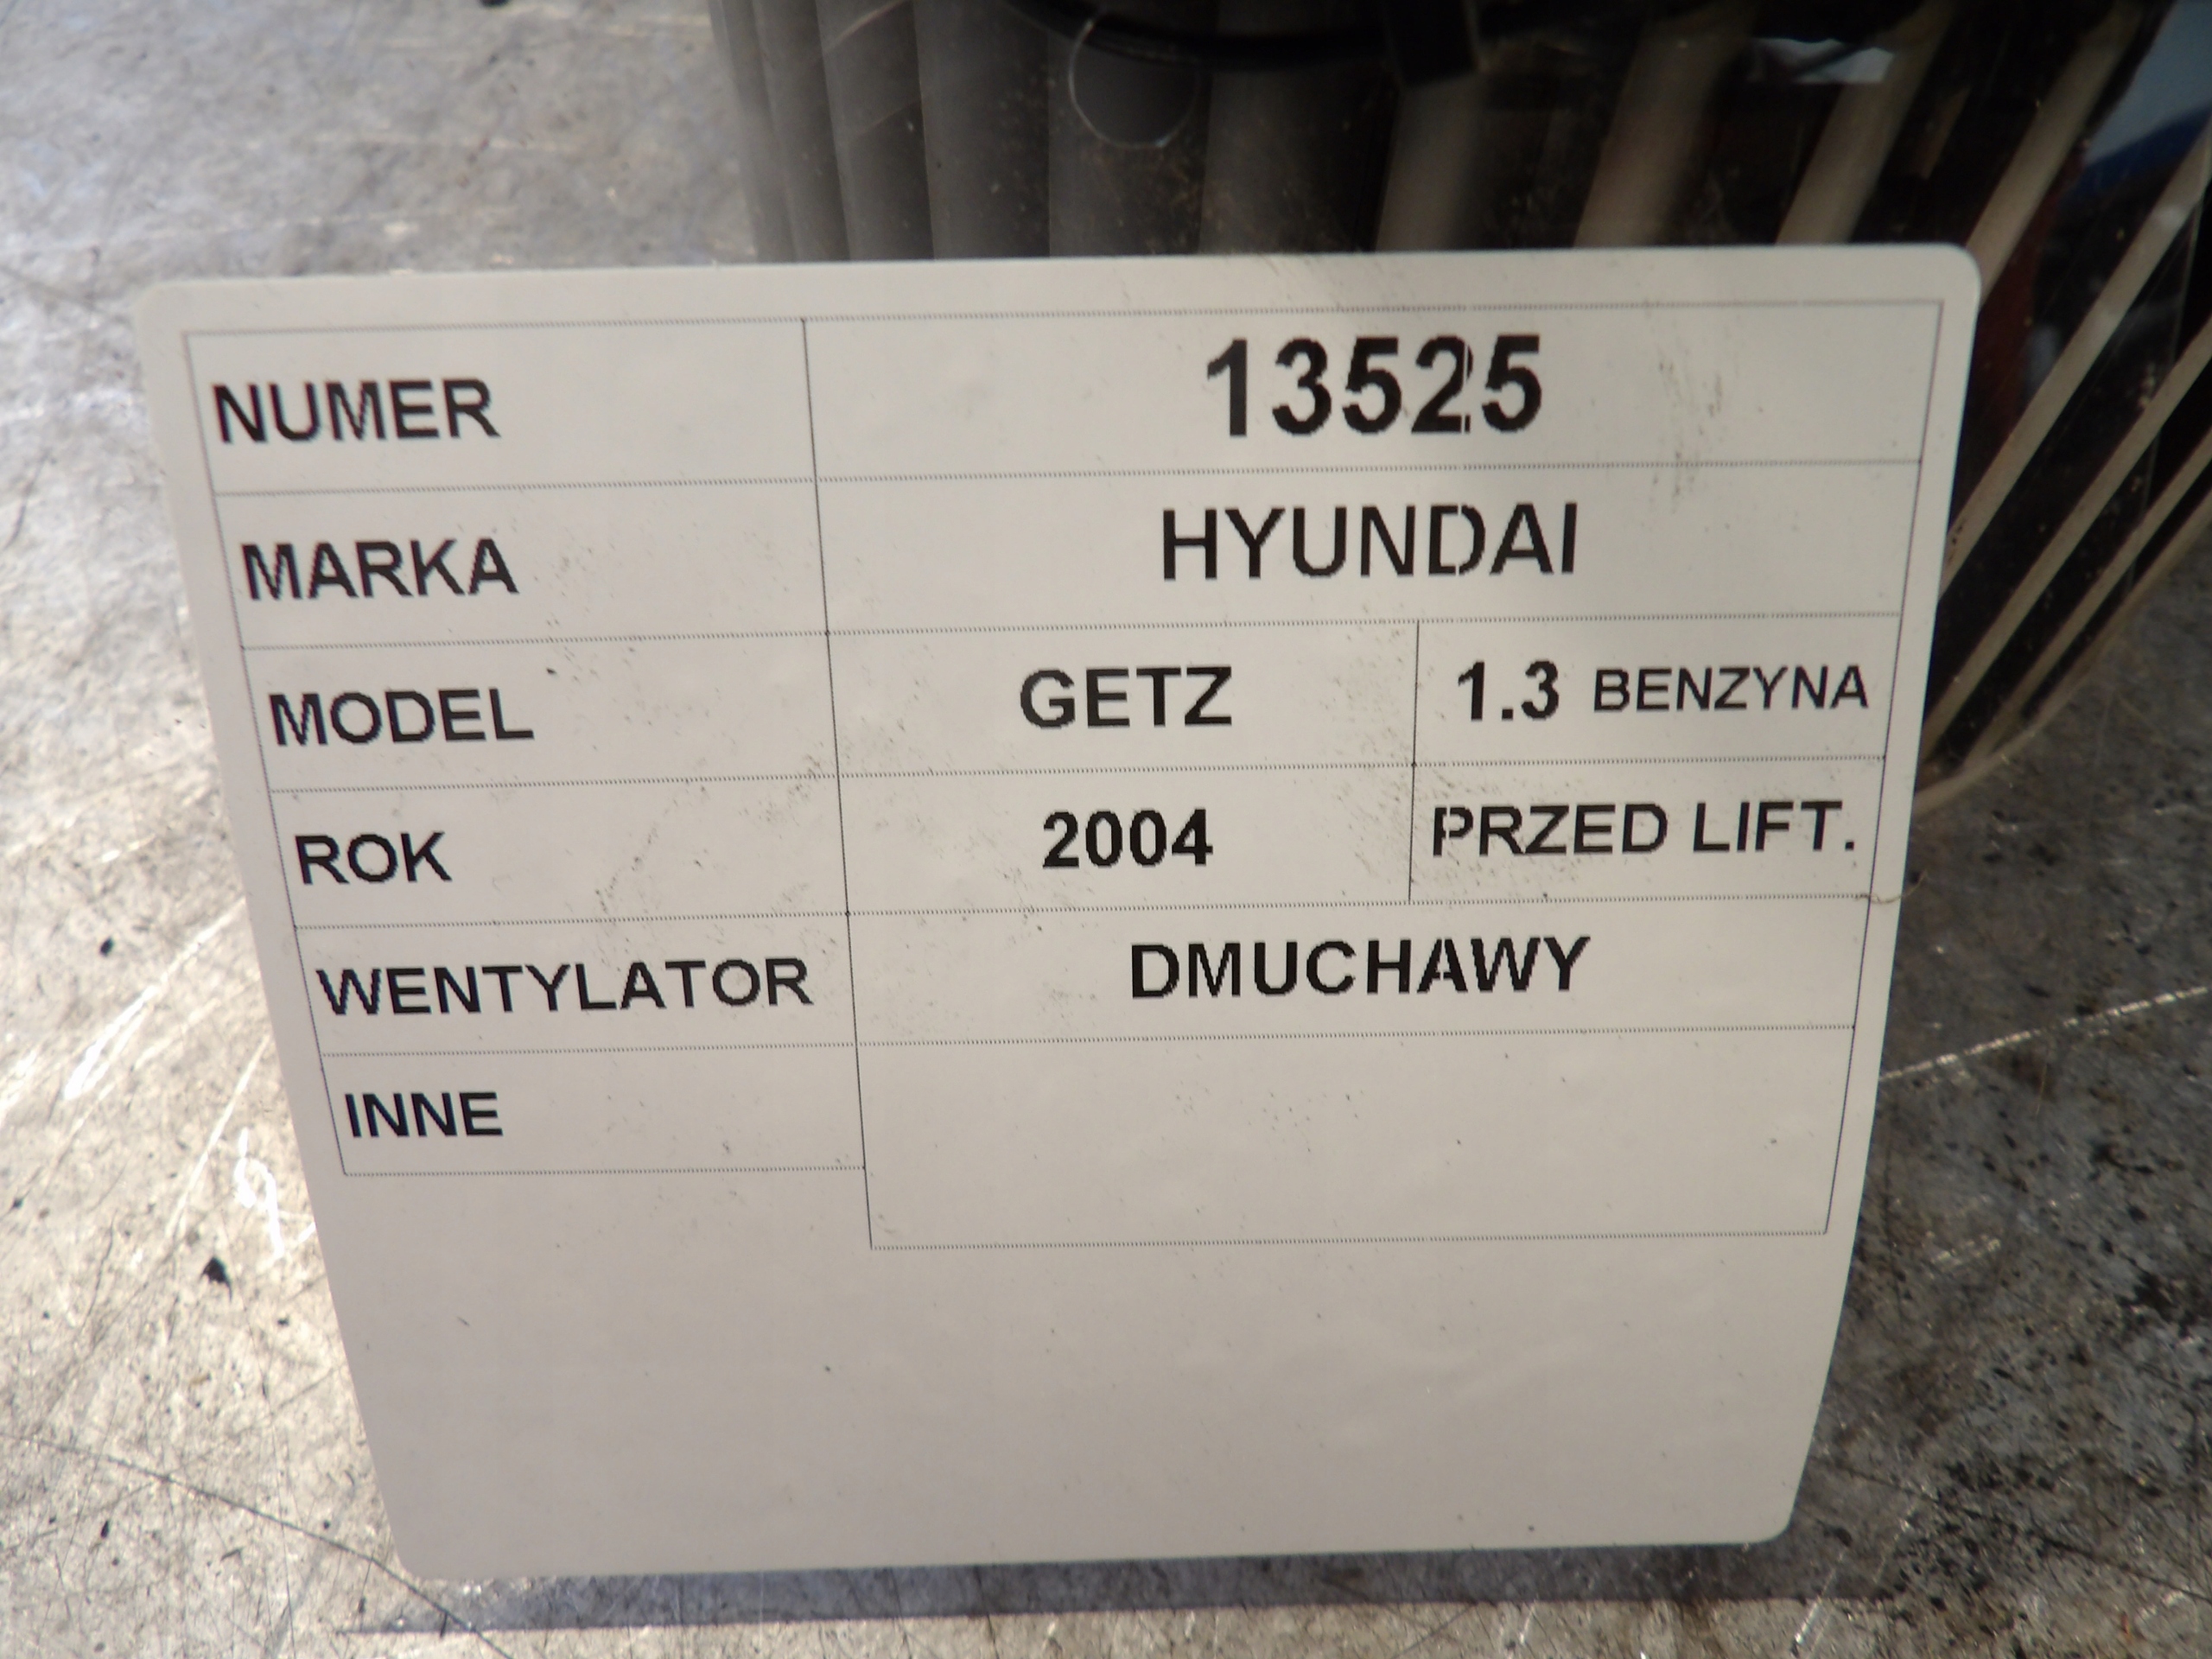 NUMER 13525
MARKA HYUNDAI
MODEL GETZ 1.3 BENZYNA
ROK 2004 PRZED LIFT.
WENTYLATOR DMUCHAWY
INNE